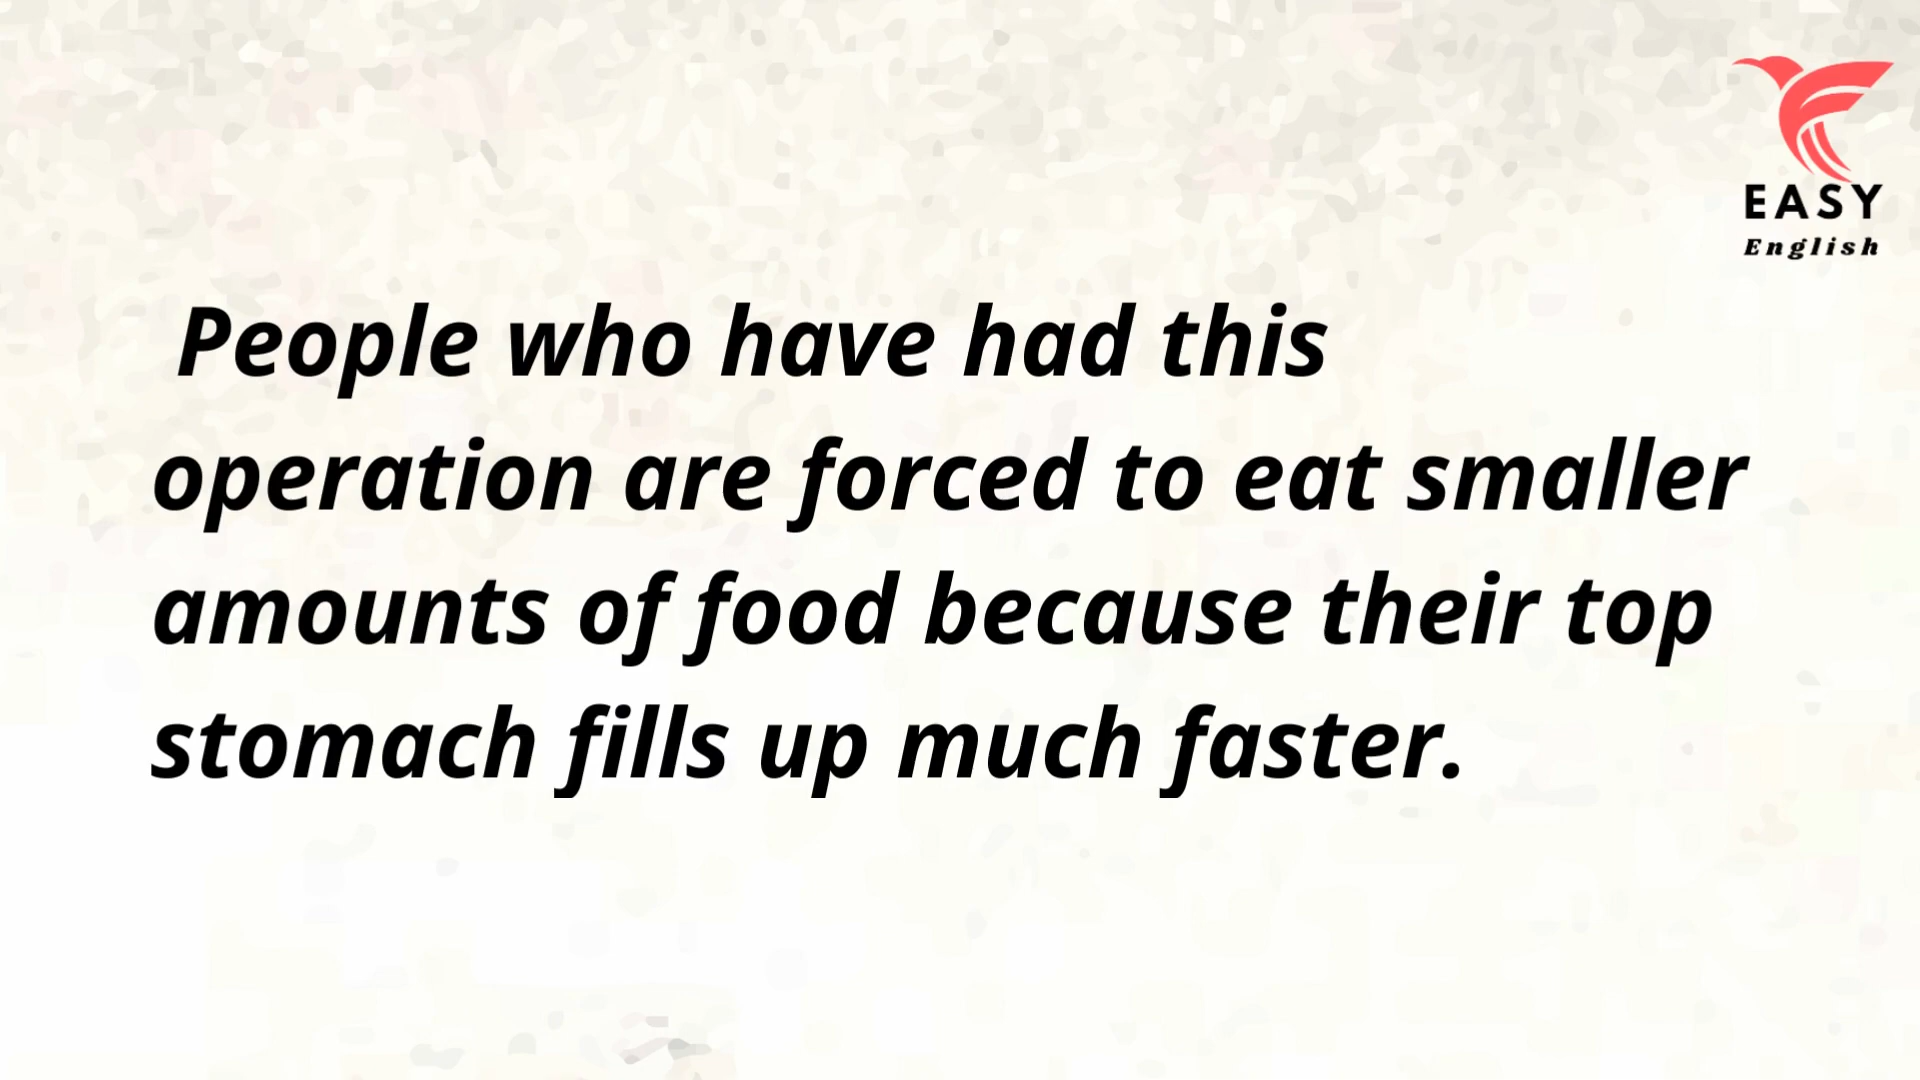 EASY
English
People who have had this
operation are forced to eat smaller
amounts of food because their top
stomach fills up much faster.